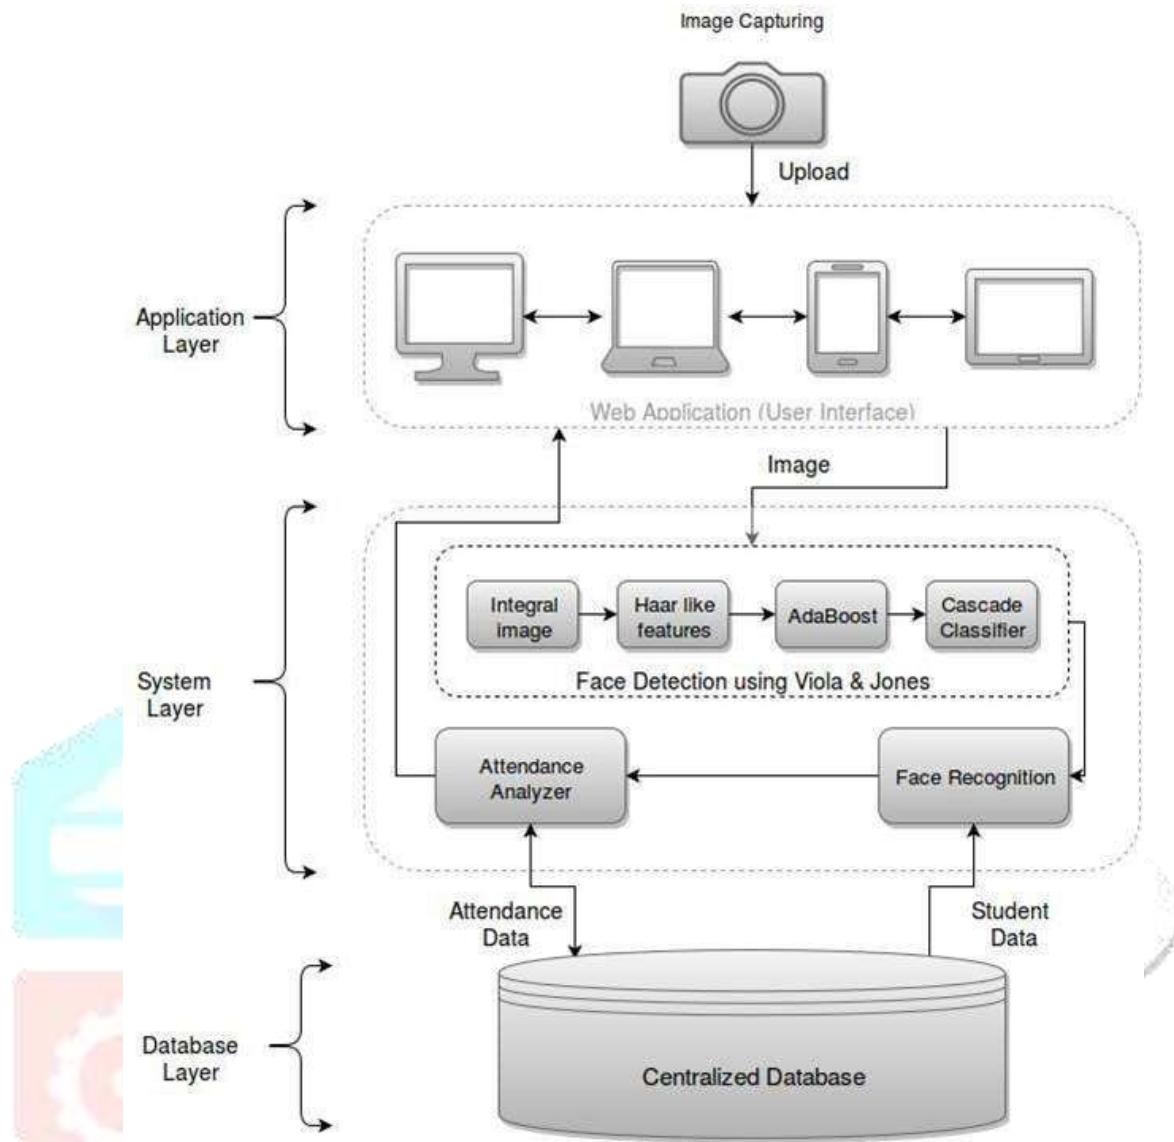 Image Capturing
Upload
Application
Layer
Web Application (User Interface)
Image
Integral
image
Haar like
features
AdaBoost
Cascade
Classifier
Face Detection using Viola & Jones
System
Layer
Attendance
Analyzer
Face Recognition
Attendance
Data
Student
Data
Database
Layer
Centralized Database